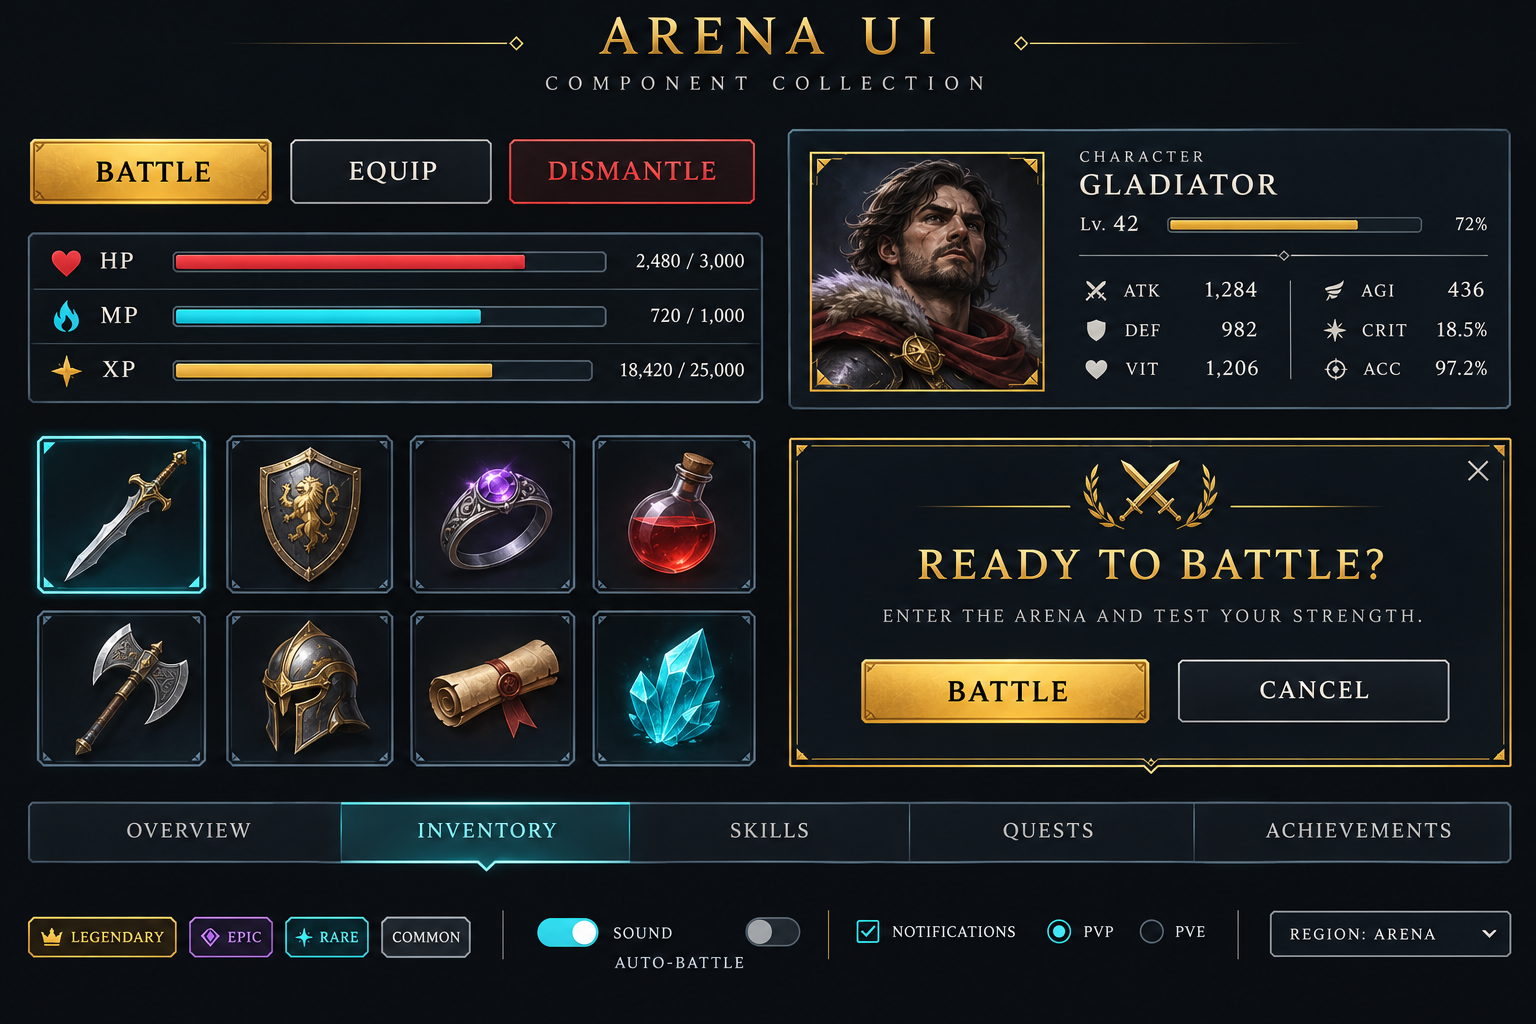 ARENA UI
COMPONENT COLLECTION
BATTLE
EQUIP
DISMANTLE
HP 2,480 / 3,000
MP 720 / 1,000
XP 18,420 / 25,000
CHARACTER
GLADIATOR
Lv. 42 72%
ATK 1,284 AGI 436
DEF 982 CRIT 18.5%
VIT 1,206 ACC 97.2%
READY TO BATTLE?
ENTER THE ARENA AND TEST YOUR STRENGTH.
BATTLE
CANCEL
OVERVIEW
INVENTORY
SKILLS
QUESTS
ACHIEVEMENTS
LEGENDARY
EPIC
RARE
COMMON
SOUND
AUTO-BATTLE
NOTIFICATIONS
PVP
PVE
REGION: ARENA